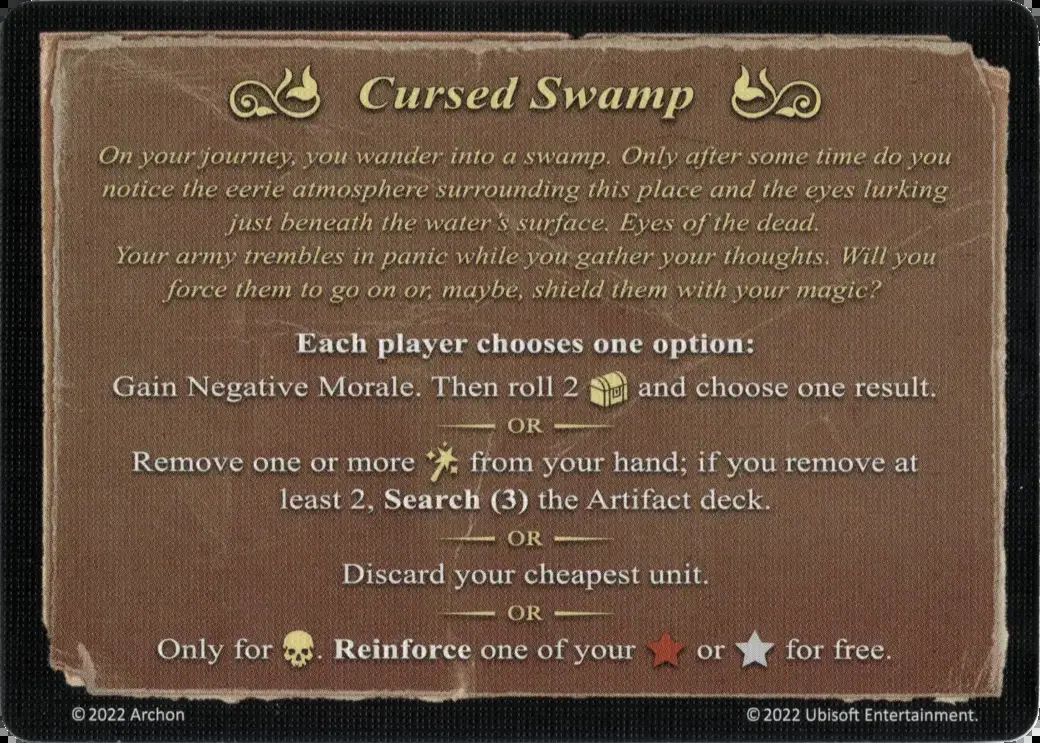 Cursed Swamp
On your journey, you wander into a swamp. Only after some time do you
notice the eerie atmosphere surrounding this place and the eyes lurking
just beneath the water's surface. Eyes of the dead.
Your army trembles in panic while you gather your thoughts. Will you
force them to go on or, maybe, shield them with your magic?
Each player chooses one option:
Gain Negative Morale. Then roll 2 and choose one result.
OR
Remove one or more from your hand; if you remove at
least 2, Search (3) the Artifact deck.
OR
Discard your cheapest unit.
OR
Only for . Reinforce one of your or for free.
© 2022 Archon
© 2022 Ubisoft Entertainment.